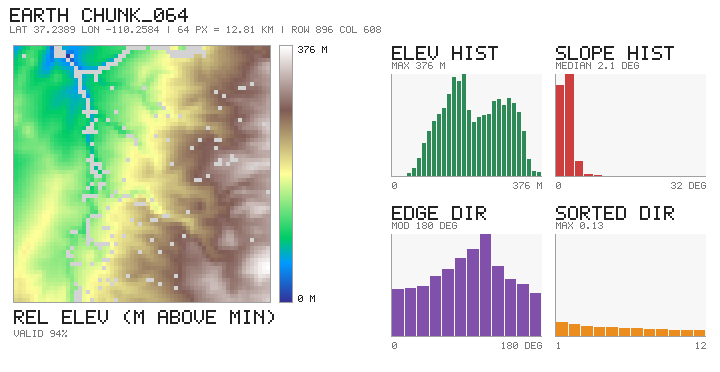 EARTH CHUNK_064
LAT 37.2389 LON -110.2584 | 64 PX = 12.81 KM | ROW 896 COL 608
376 M
0 M
REL ELEV (M ABOVE MIN)
VALID 94%
ELEV HIST
MAX 376 M
0 376 M
SLOPE HIST
MEDIAN 2.1 DEG
0 32 DEG
EDGE DIR
MOD 180 DEG
0 180 DEG
SORTED DIR
MAX 0.13
1 12